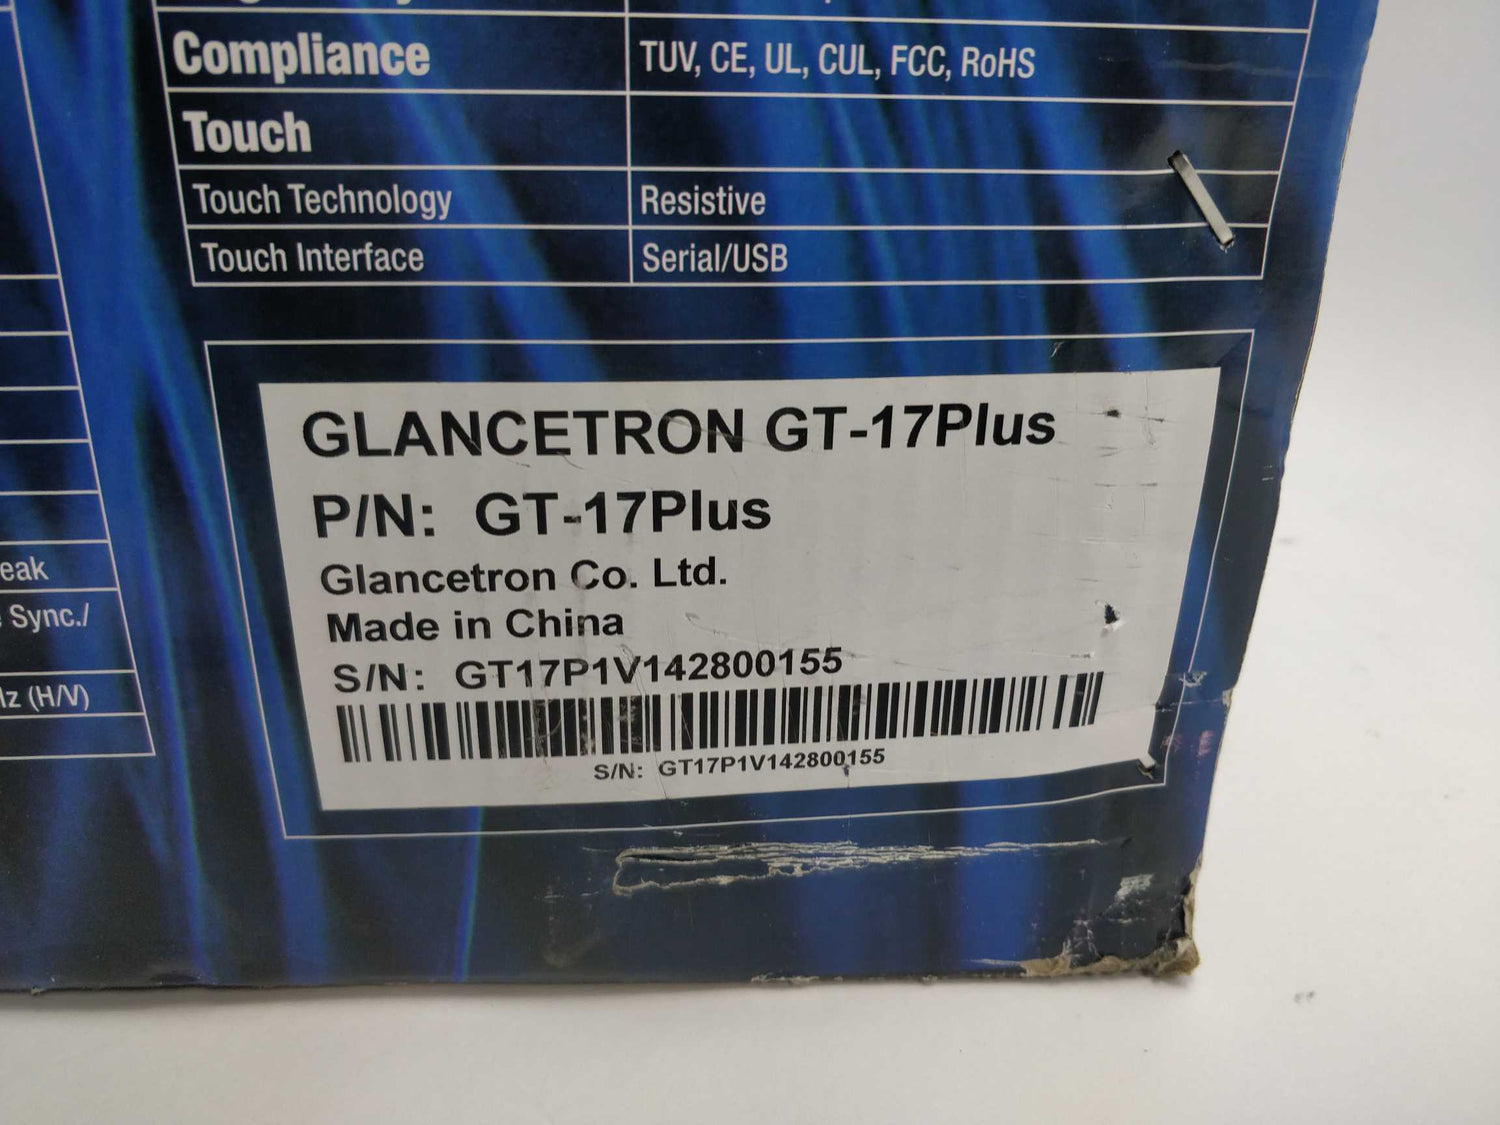 Compliance TUV, CE, UL, CUL, FCC, RoHS
Touch
Touch Technology Resistive
Touch Interface Serial/USB
eak
Sync./
(H/V)
GLANCETRON GT-17Plus
P/N: GT-17Plus
Glancetron Co. Ltd.
Made in China
S/N: GT17P1V142800155
S/N: GT17P1V142800155